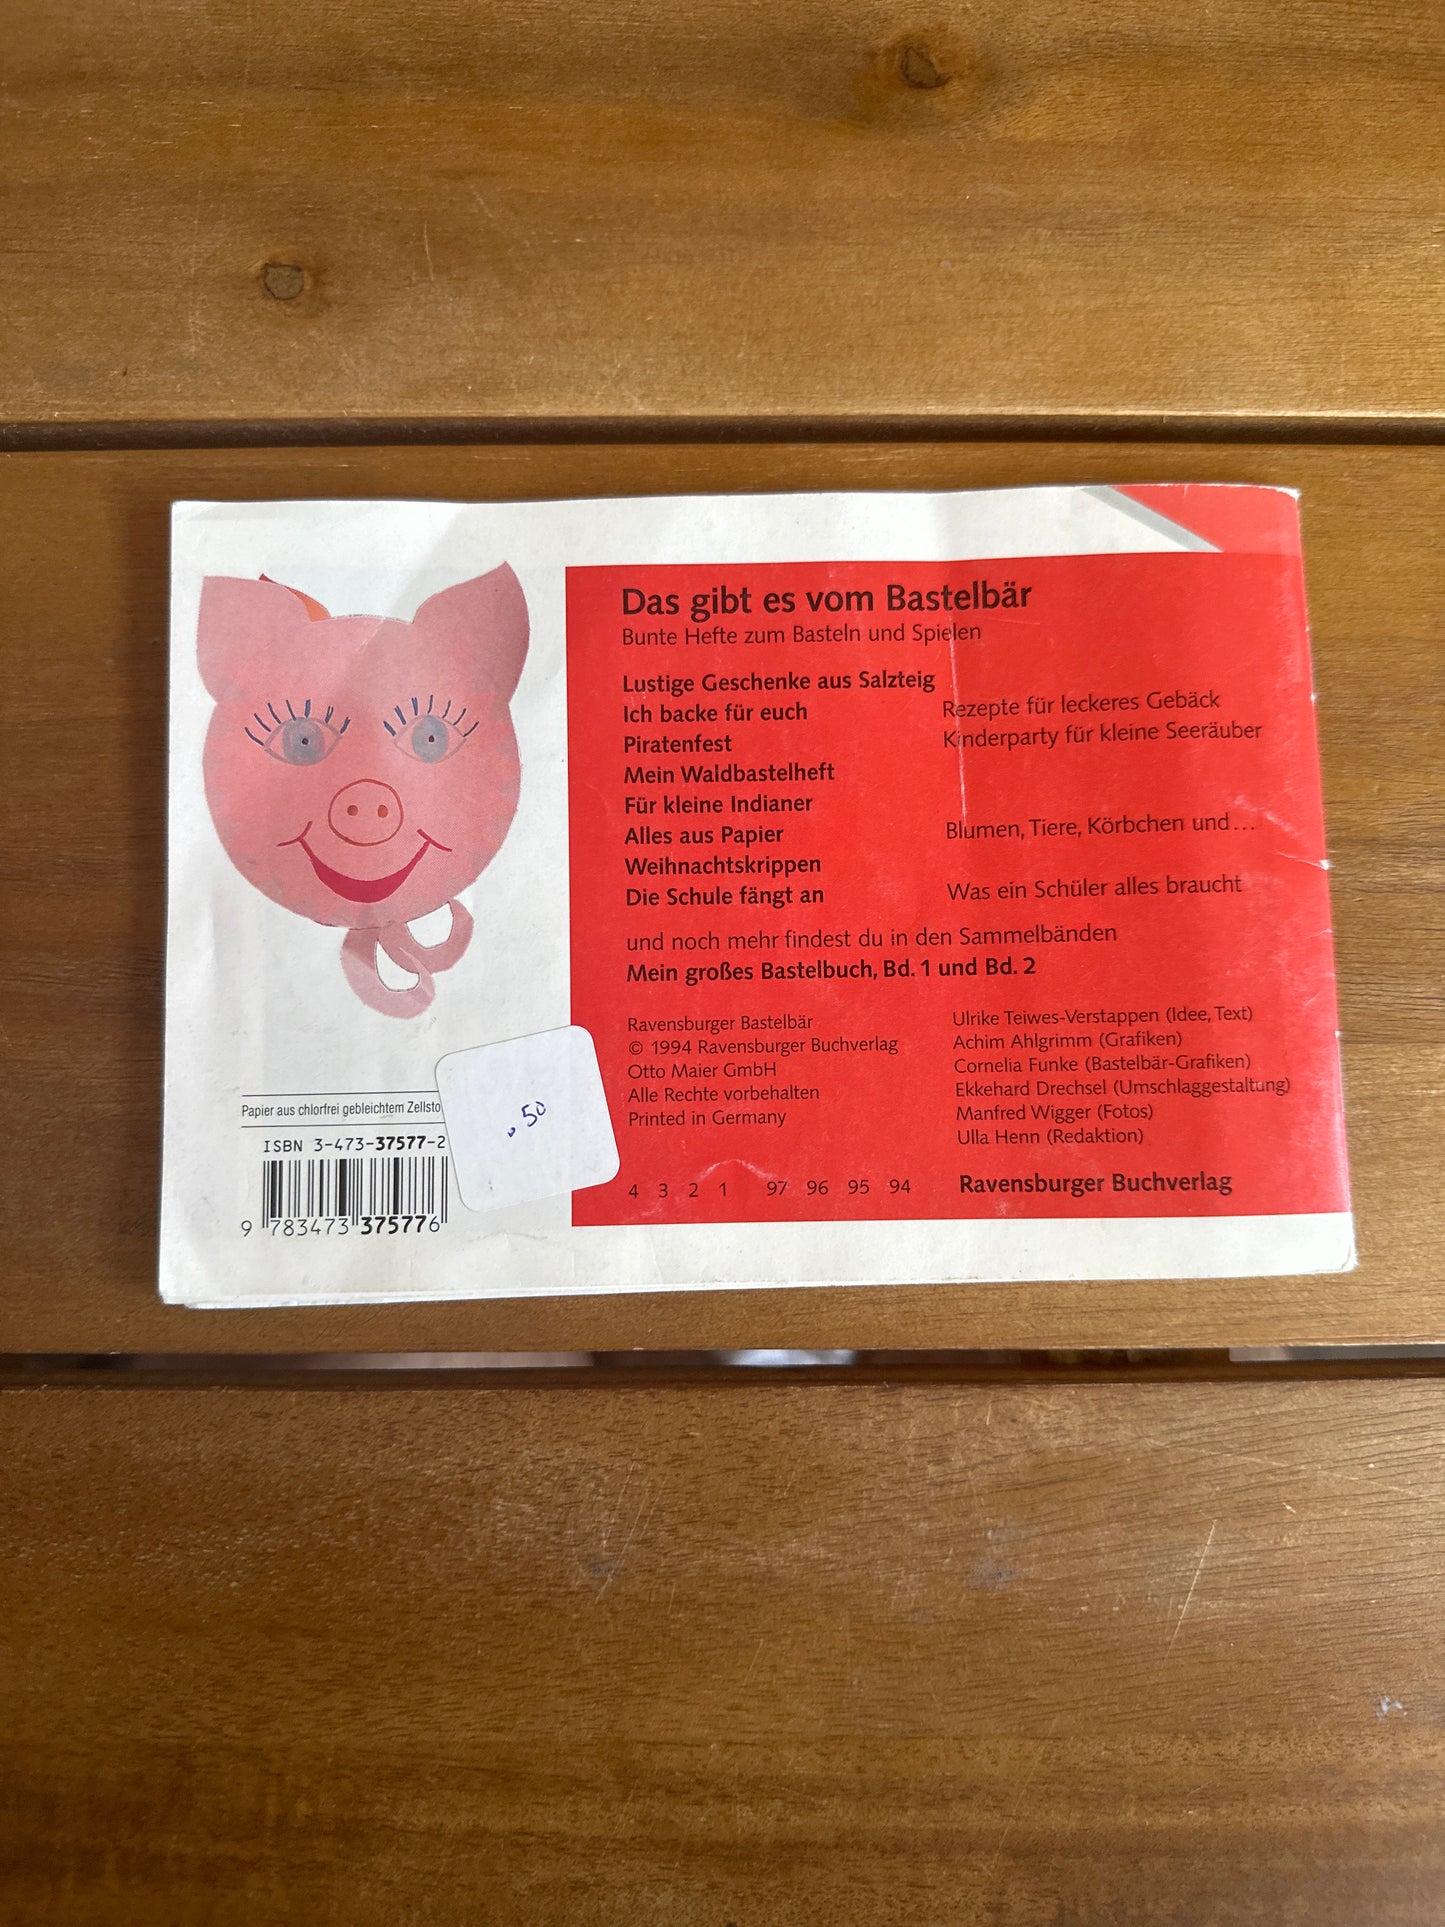 Das gibt es vom Bastelbär
Bunte Hefte zum Basteln und Spielen
Lustige Geschenke aus Salzteig
Ich backe für euch Rezepte für leckeres Gebäck
Piratenfest Kinderparty für kleine Seeräuber
Mein Waldbastelheft
Für kleine Indianer
Alles aus Papier Blumen, Tiere, Körbchen und...
Weihnachtskrippen
Die Schule fängt an Was ein Schüler alles braucht
und noch mehr findest du in den Sammelbänden
Mein großes Bastelbuch, Bd. 1 und Bd. 2
Ravensburger Bastelbär
© 1994 Ravensburger Buchverlag
Otto Maier GmbH
Alle Rechte vorbehalten
Printed in Germany
4 3 2 1 97 96 95 94
Ulrike Teiwes-Verstappen (Idee, Text)
Achim Ahlgrimm (Grafiken)
Cornelia Funke (Bastelbär-Grafiken)
Ekkehard Drechsel (Umschlaggestaltung)
Manfred Wigger (Fotos)
Ulla Henn (Redaktion)
Ravensburger Buchverlag
Papier aus chlorfrei gebleichtem Zellsto
ISBN 3-473-37577-2
9 783473 375776
.50